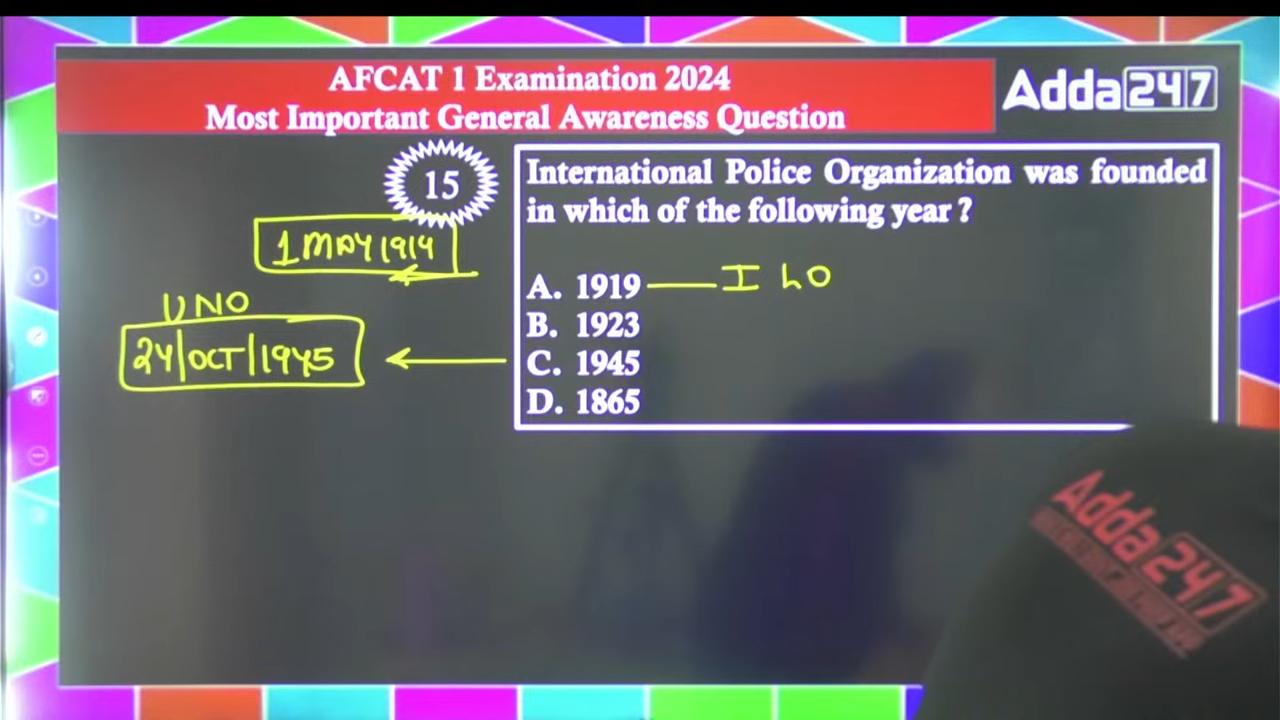 AFCAT 1 Examination 2024
Most Important General Awareness Question
Adda247
15
International Police Organization was founded
in which of the following year ?
1 MAY 1914
A. 1919 — ILO
B. 1923
UNO
24/OCT/1945
C. 1945
D. 1865
Adda247